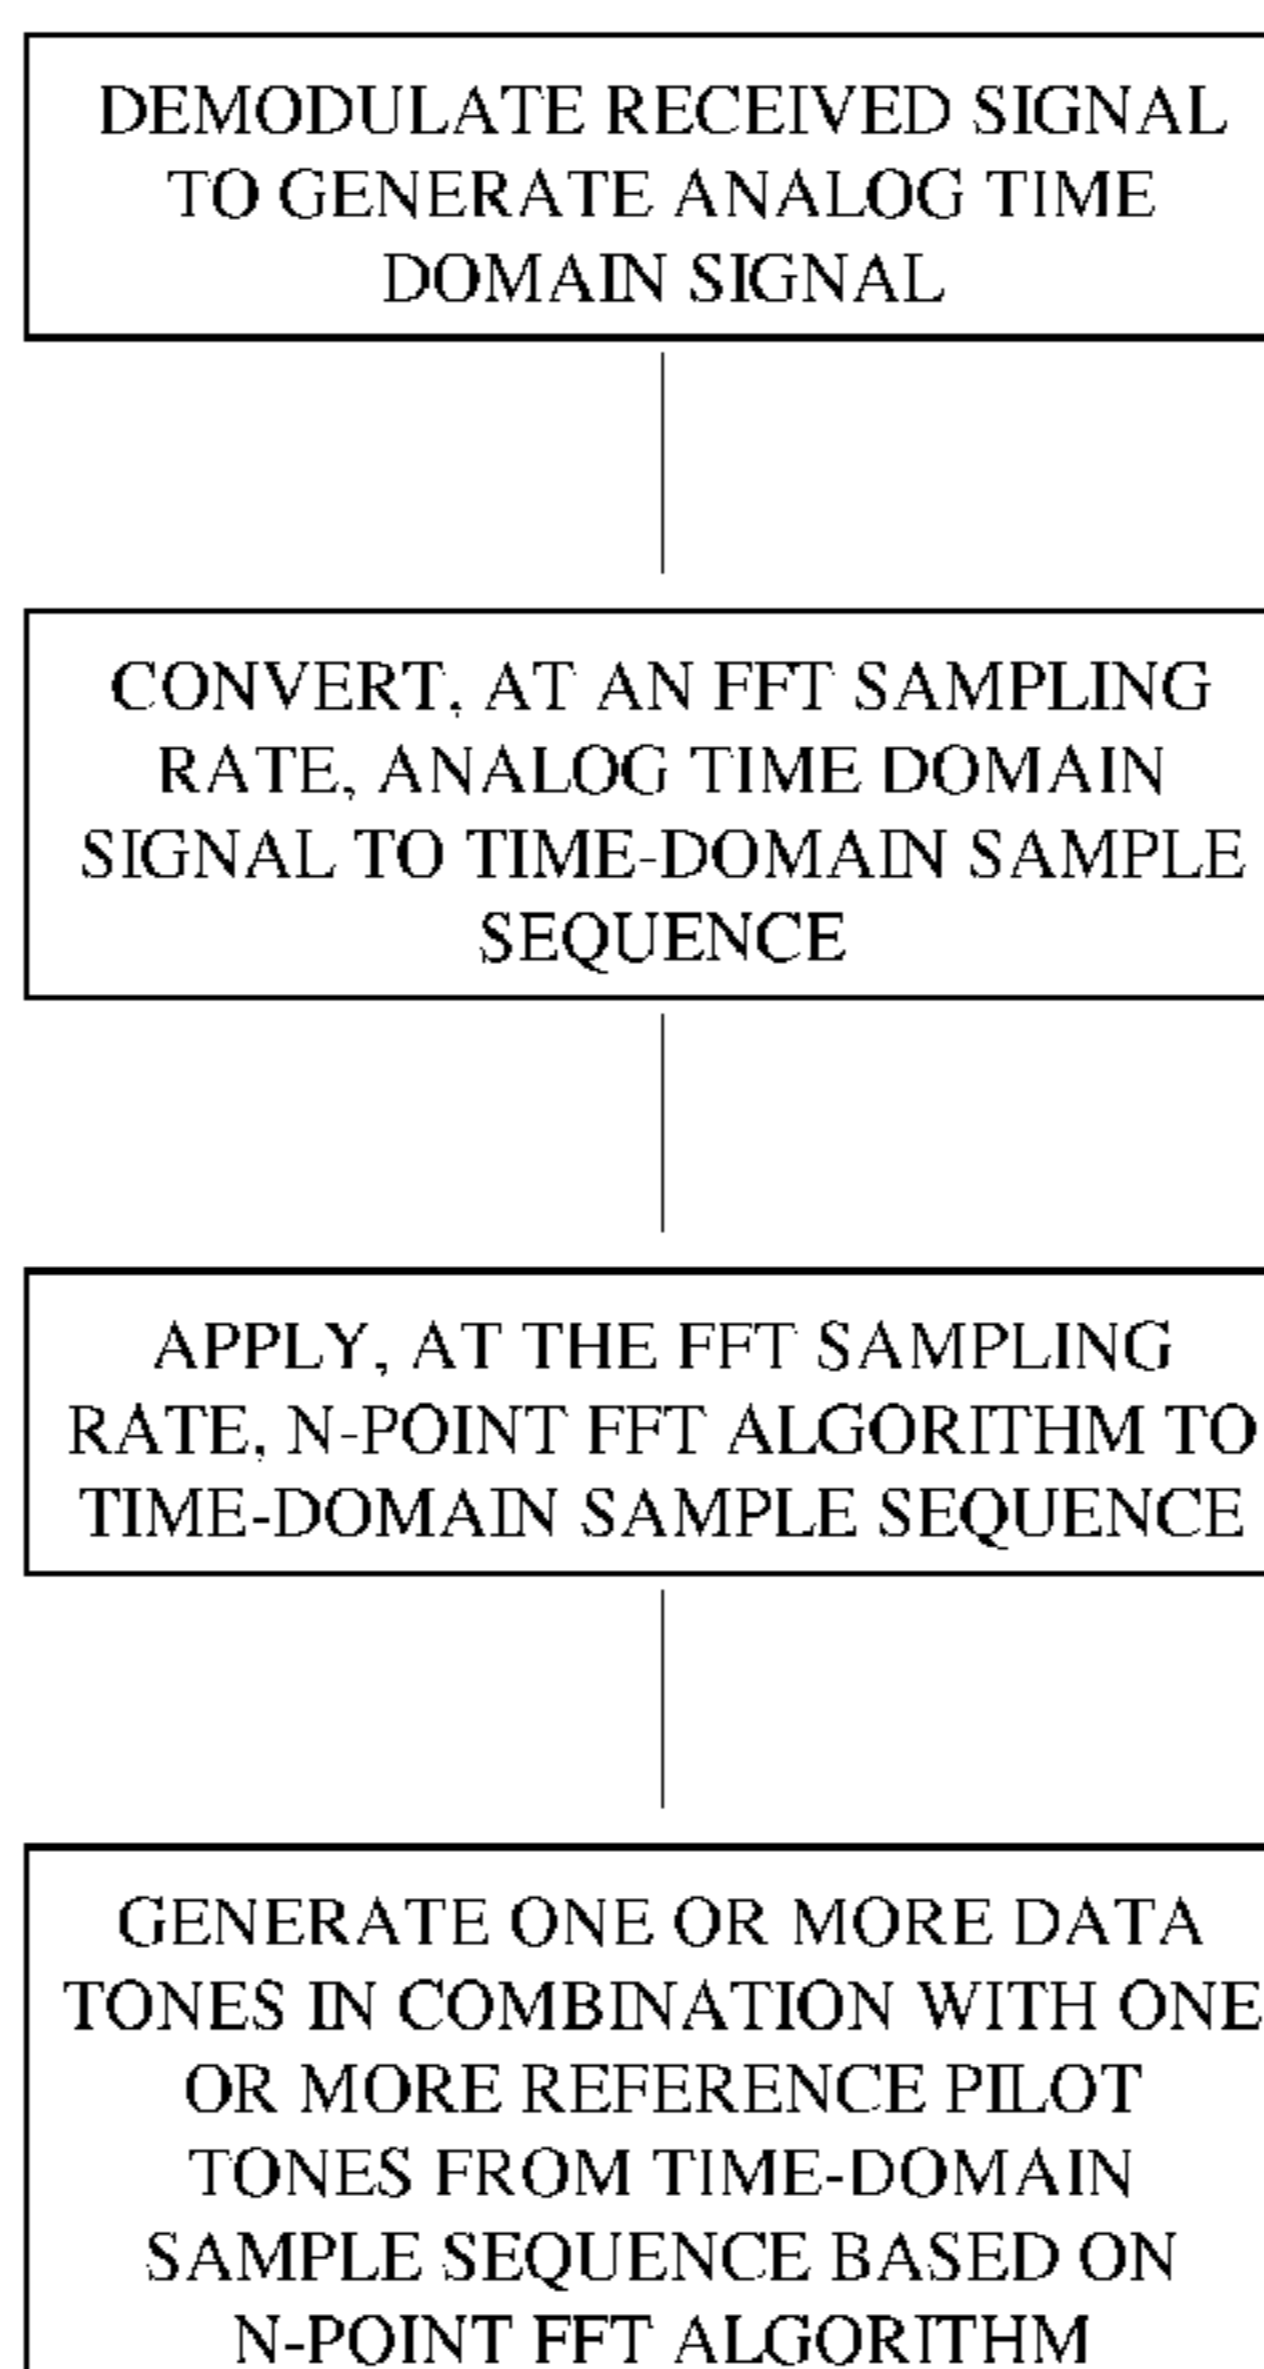 DEMODULATE RECEIVED SIGNAL
TO GENERATE ANALOG TIME
DOMAIN SIGNAL
CONVERT, AT AN FFT SAMPLING
RATE, ANALOG TIME DOMAIN
SIGNAL TO TIME-DOMAIN SAMPLE
SEQUENCE
APPLY, AT THE FFT SAMPLING
RATE, N-POINT FFT ALGORITHM TO
TIME-DOMAIN SAMPLE SEQUENCE
GENERATE ONE OR MORE DATA
TONES IN COMBINATION WITH ONE
OR MORE REFERENCE PILOT
TONES FROM TIME-DOMAIN
SAMPLE SEQUENCE BASED ON
N-POINT FFT ALGORITHM